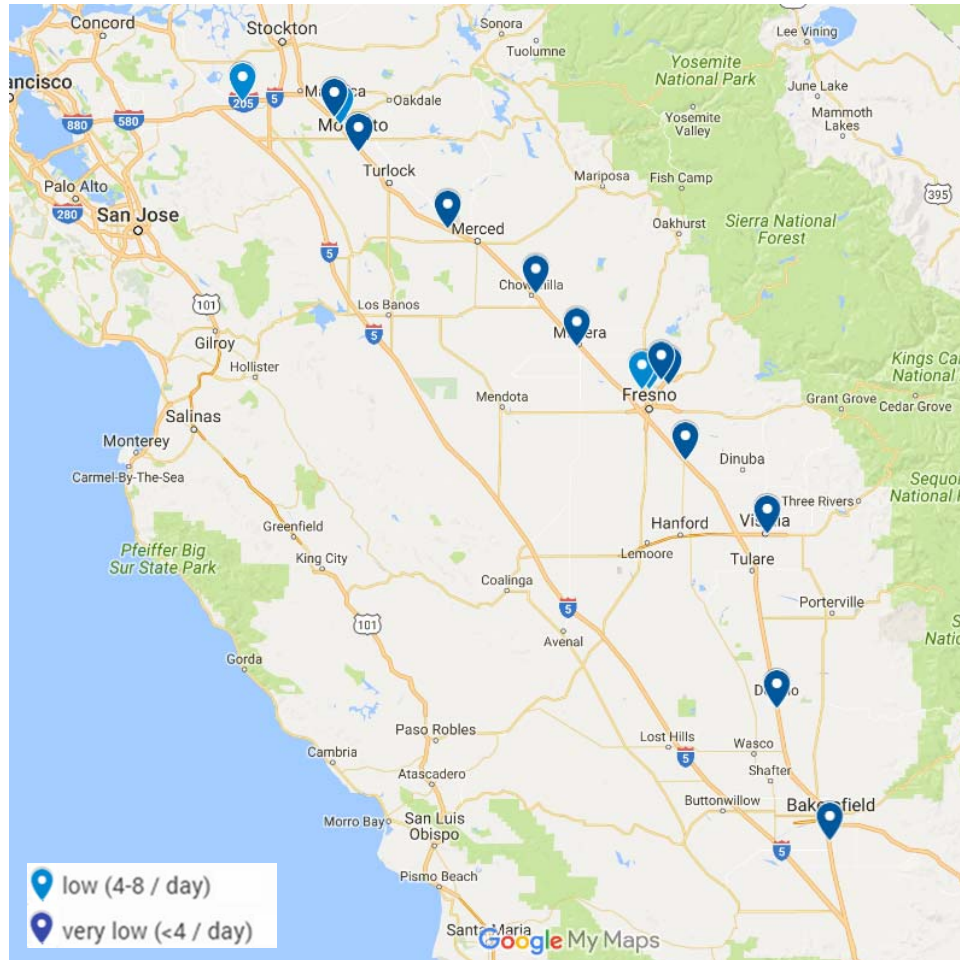 Concord
Stockton
Sonora
Tuolumne
Lee Vining
Yosemite
National Park
ancisco
205
5
Oakdale
June Lake
880
580
Yosemite
Valley
Mammoth
Lakes
Palo Alto
Turlock
Mariposa
Fish Camp
395
280
San Jose
Merced
Oakhurst
Sierra National
Forest
5
101
Los Banos
5
Gilroy
Hollister
Kings Ca
National
Mendota
Fresno
Grant Grove
Cedar Grove
Salinas
Monterey
Carmel-By-The-Sea
Dinuba
Sequo
National
Three Rivers
Greenfield
Hanford
Pfeiffer Big
Sur State Park
King City
Lemoore
Tulare
Coalinga
5
Porterville
101
Avenal
S
Natio
Gorda
Paso Robles
Lost Hills
Wasco
Cambria
5
Shafter
Atascadero
Buttonwillow
Morro Bay
San Luis
Obispo
5
Pismo Beach
low (4-8 / day)
very low (<4 / day)
Santa Maria
Google My Maps